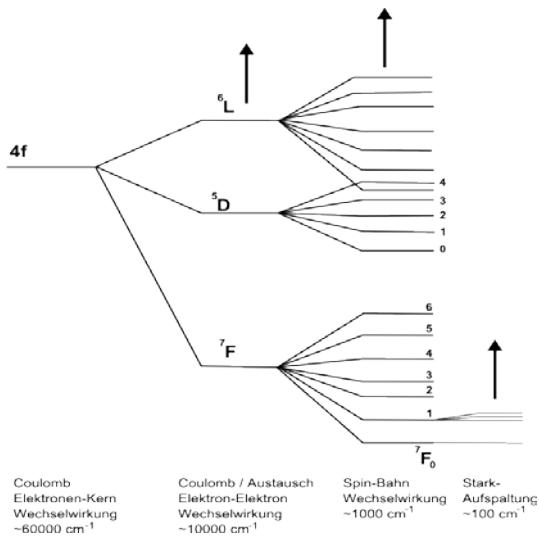 ⁶L
4f
4
⁵D
3
2
1
0
6
5
⁷F
4
3
2
1
⁷F₀
Coulomb
Elektronen-Kern
Wechselwirkung
~60000 cm⁻¹
Coulomb / Austausch
Elektron-Elektron
Wechselwirkung
~10000 cm⁻¹
Spin-Bahn
Wechselwirkung
~1000 cm⁻¹
Stark-
Aufspaltung
~100 cm⁻¹